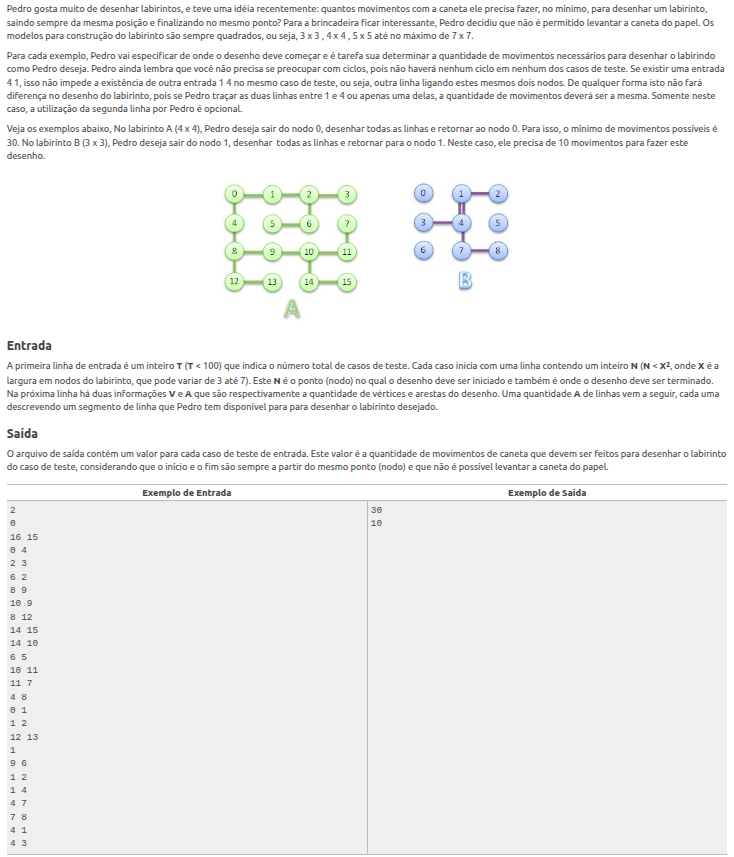 Pedro gosta muito de desenhar labirintos, e teve uma idéia recentemente: quantos movimentos com a caneta ele precisa fazer, no mínimo, para desenhar um labirinto,
saindo sempre da mesma posição e finalizando no mesmo ponto? Para a brincadeira ficar interessante, Pedro decidiu que não é permitido levantar a caneta do papel. Os
modelos para construção do labirinto são sempre quadrados, ou seja, 3 x 3 , 4 x 4 , 5 x 5 até no máximo de 7 x 7.
Para cada exemplo, Pedro vai especificar de onde o desenho deve começar e é tarefa sua determinar a quantidade de movimentos necessários para desenhar o labirindo
como Pedro deseja. Pedro ainda lembra que você não precisa se preocupar com ciclos, pois não haverá nenhum ciclo em nenhum dos casos de teste. Se existir uma entrada
4 1, isso não impede a existência de outra entrada 1 4 no mesmo caso de teste, ou seja, outra linha ligando estes mesmos dois nodos. De qualquer forma isto não fará
diferença no desenho do labirinto, pois se Pedro traçar as duas linhas entre 1 e 4 ou apenas uma delas, a quantidade de movimentos deverá ser a mesma. Somente neste
caso, a utilização da segunda linha por Pedro é opcional.
Veja os exemplos abaixo, No labirinto A (4 x 4), Pedro deseja sair do nodo 0, desenhar todas as linhas e retornar ao nodo 0. Para isso, o mínimo de movimentos possíveis é
30. No labirinto B (3 x 3), Pedro deseja sair do nodo 1, desenhar todas as linhas e retornar para o nodo 1. Neste caso, ele precisa de 10 movimentos para fazer este
desenho.
0 1 2 3
4 5 6 7
8 9 10 11
12 13 14 15
A
0 1 2
3 4 5
6 7 8
B
Entrada
A primeira linha de entrada é um inteiro T (T < 100) que indica o número total de casos de teste. Cada caso inicia com uma linha contendo um inteiro N (N < X², onde X é a
largura em nodos do labirinto, que pode variar de 3 até 7). Este N é o ponto (nodo) no qual o desenho deve ser iniciado e também é onde o desenho deve ser terminado.
Na próxima linha há duas informações V e A que são respectivamente a quantidade de vértices e arestas do desenho. Uma quantidade A de linhas vem a seguir, cada uma
descrevendo um segmento de linha que Pedro tem disponível para para desenhar o labirinto desejado.
Saída
O arquivo de saída contém um valor para cada caso de teste de entrada. Este valor é a quantidade de movimentos de caneta que devem ser feitos para desenhar o labirinto
do caso de teste, considerando que o início e o fim são sempre a partir do mesmo ponto (nodo) e que não é possível levantar a caneta do papel.
Exemplo de Entrada
Exemplo de Saída
2
0
16 15
0 4
2 3
6 2
8 9
10 9
8 12
14 15
14 10
6 5
10 11
11 7
4 8
0 1
1 2
12 13
1
9 6
1 2
1 4
4 7
7 8
4 1
4 3
30
10